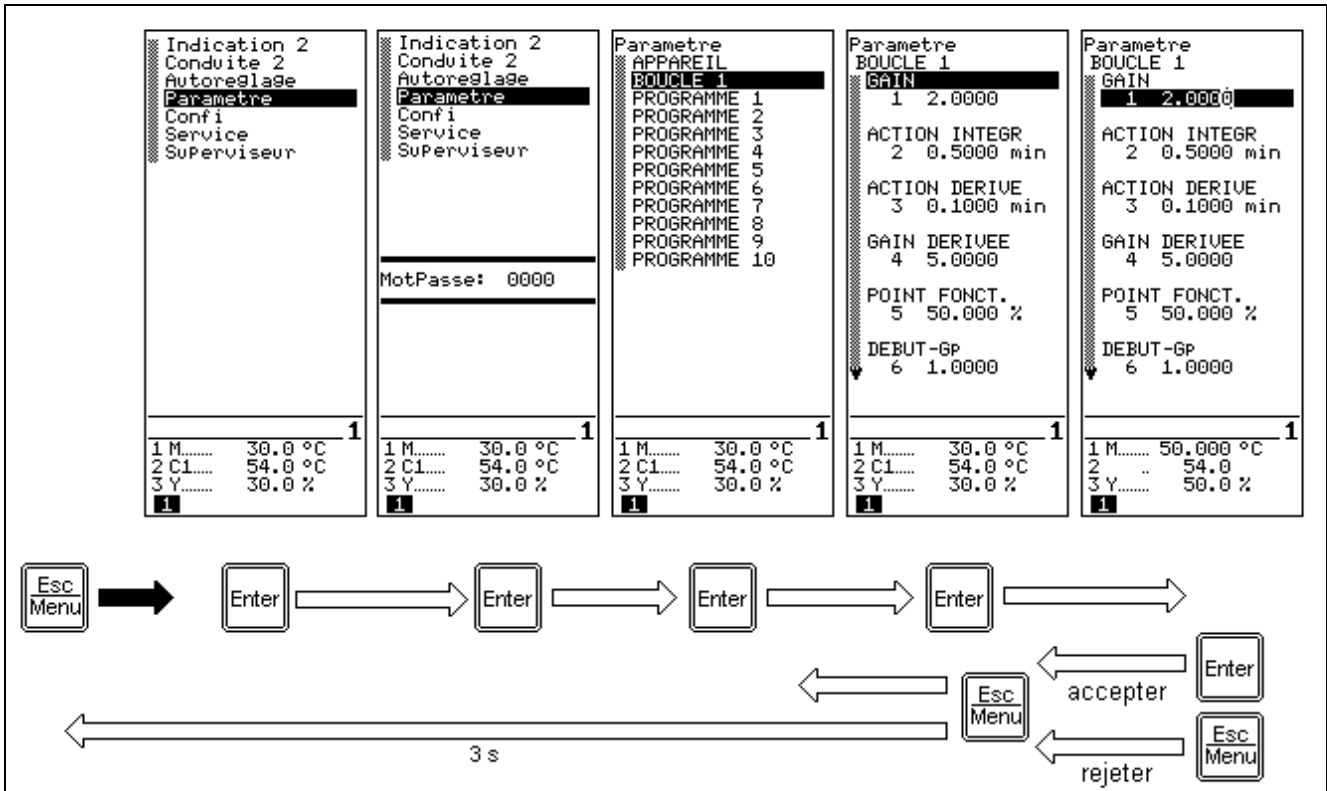 Indication 2
Conduite 2
Autoreglage
Parametre
Confi
Service
Superviseur
1
1 M...... 30.0 °C
2 C1.... 54.0 °C
3 Y....... 30.0 %
1
Indication 2
Conduite 2
Autoreglage
Parametre
Confi
Service
Superviseur
MotPasse: 0000
1
1 M...... 30.0 °C
2 C1.... 54.0 °C
3 Y....... 30.0 %
1
Parametre
APPAREIL
BOUCLE 1
PROGRAMME 1
PROGRAMME 2
PROGRAMME 3
PROGRAMME 4
PROGRAMME 5
PROGRAMME 6
PROGRAMME 7
PROGRAMME 8
PROGRAMME 9
PROGRAMME 10
1
1 M...... 30.0 °C
2 C1.... 54.0 °C
3 Y....... 30.0 %
1
Parametre
BOUCLE 1
GAIN
1 2.0000
ACTION INTEGR
2 0.5000 min
ACTION DERIVE
3 0.1000 min
GAIN DERIVEE
4 5.0000
POINT FONCT.
5 50.000 %
DEBUT-Gp
6 1.0000
1
1 M...... 30.0 °C
2 C1.... 54.0 °C
3 Y....... 30.0 %
1
Parametre
BOUCLE 1
GAIN
1 2.0000
ACTION INTEGR
2 0.5000 min
ACTION DERIVE
3 0.1000 min
GAIN DERIVEE
4 5.0000
POINT FONCT.
5 50.000 %
DEBUT-Gp
6 1.0000
1
1 M...... 50.000 °C
2 .. 54.0
3 Y....... 50.0 %
1
Esc
Menu
Enter
Enter
Enter
Enter
Enter
accepter
Esc
Menu
3 s
Esc
Menu
rejeter